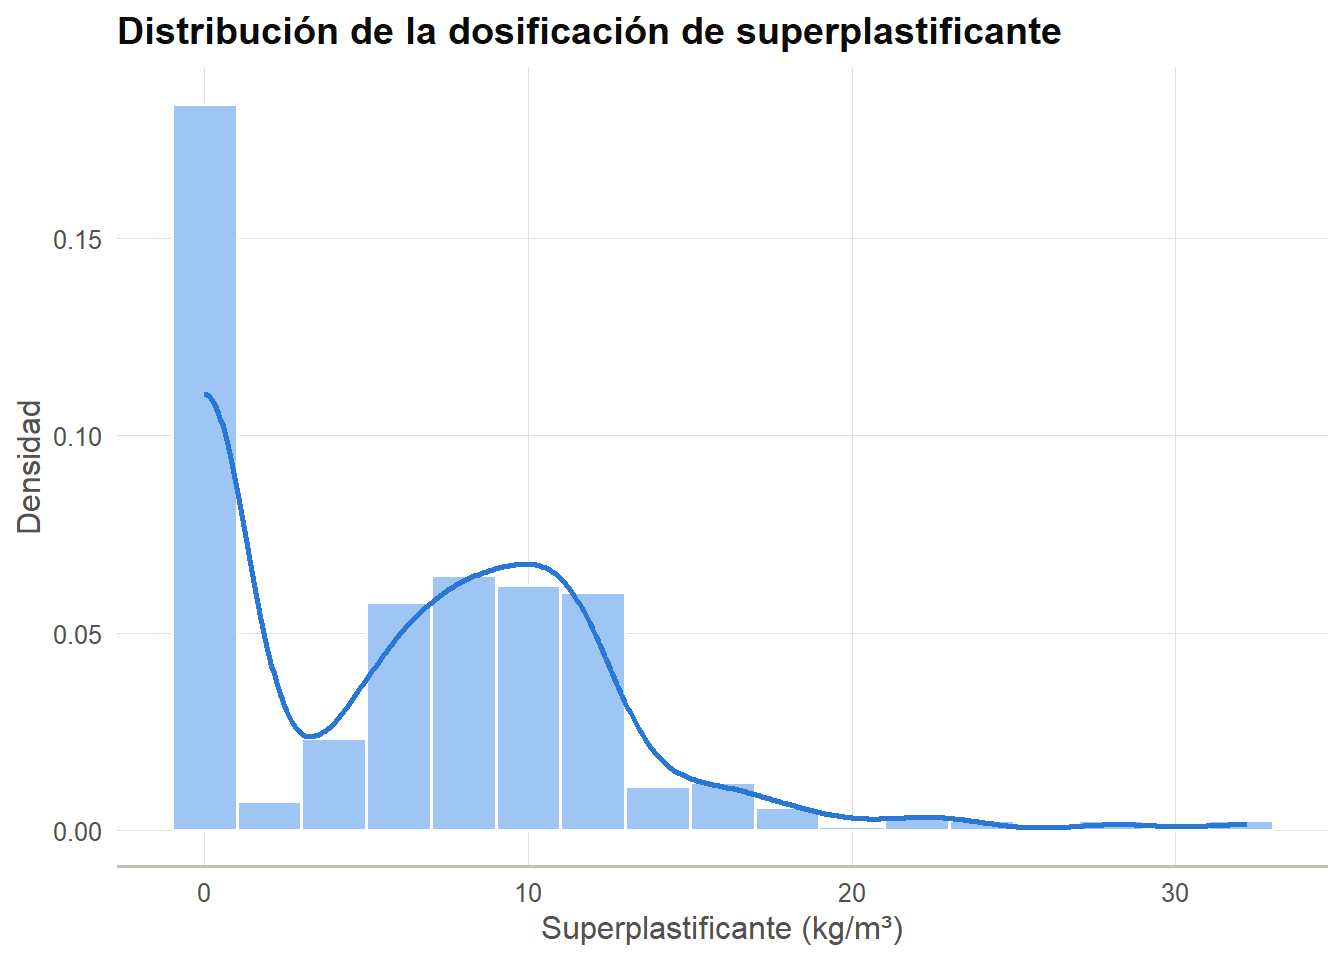 Distribución de la dosificación de superplastificante
Densidad
0.15
0.10
0.05
0.00
0
10
20
30
Superplastificante (kg/m³)